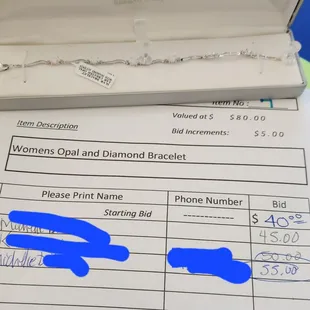 Item No:
Valued at $ $80.00
Item Description
Bid Increments: $5.00
Womens Opal and Diamond Bracelet
Please Print Name Phone Number Bid
Starting Bid ------------ $ 40.00
45.00
50.00
55.00